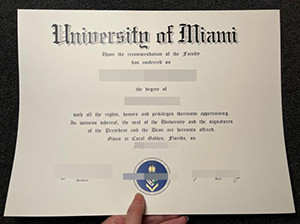 University of Miami
Upon the recommendation of the Faculty
has conferred on
the degree of
with all the rights, honors and privileges thereunto appertaining.
In witness whereof, the seal of the University and the signatures
of the President and the Dean are hereunto affixed.
Given at Coral Gables, Florida, on